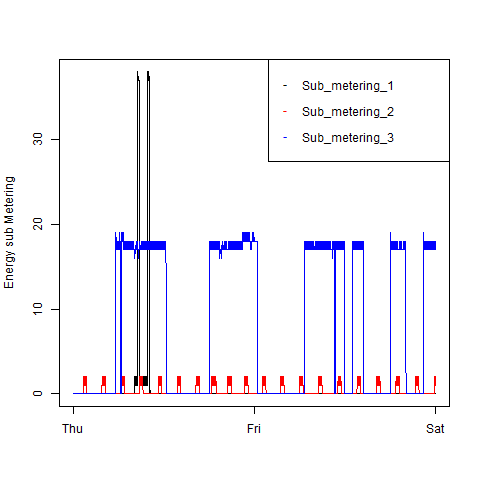 Sub_metering_1
Sub_metering_2
Sub_metering_3
Energy sub Metering
30
20
10
0
Thu Fri Sat